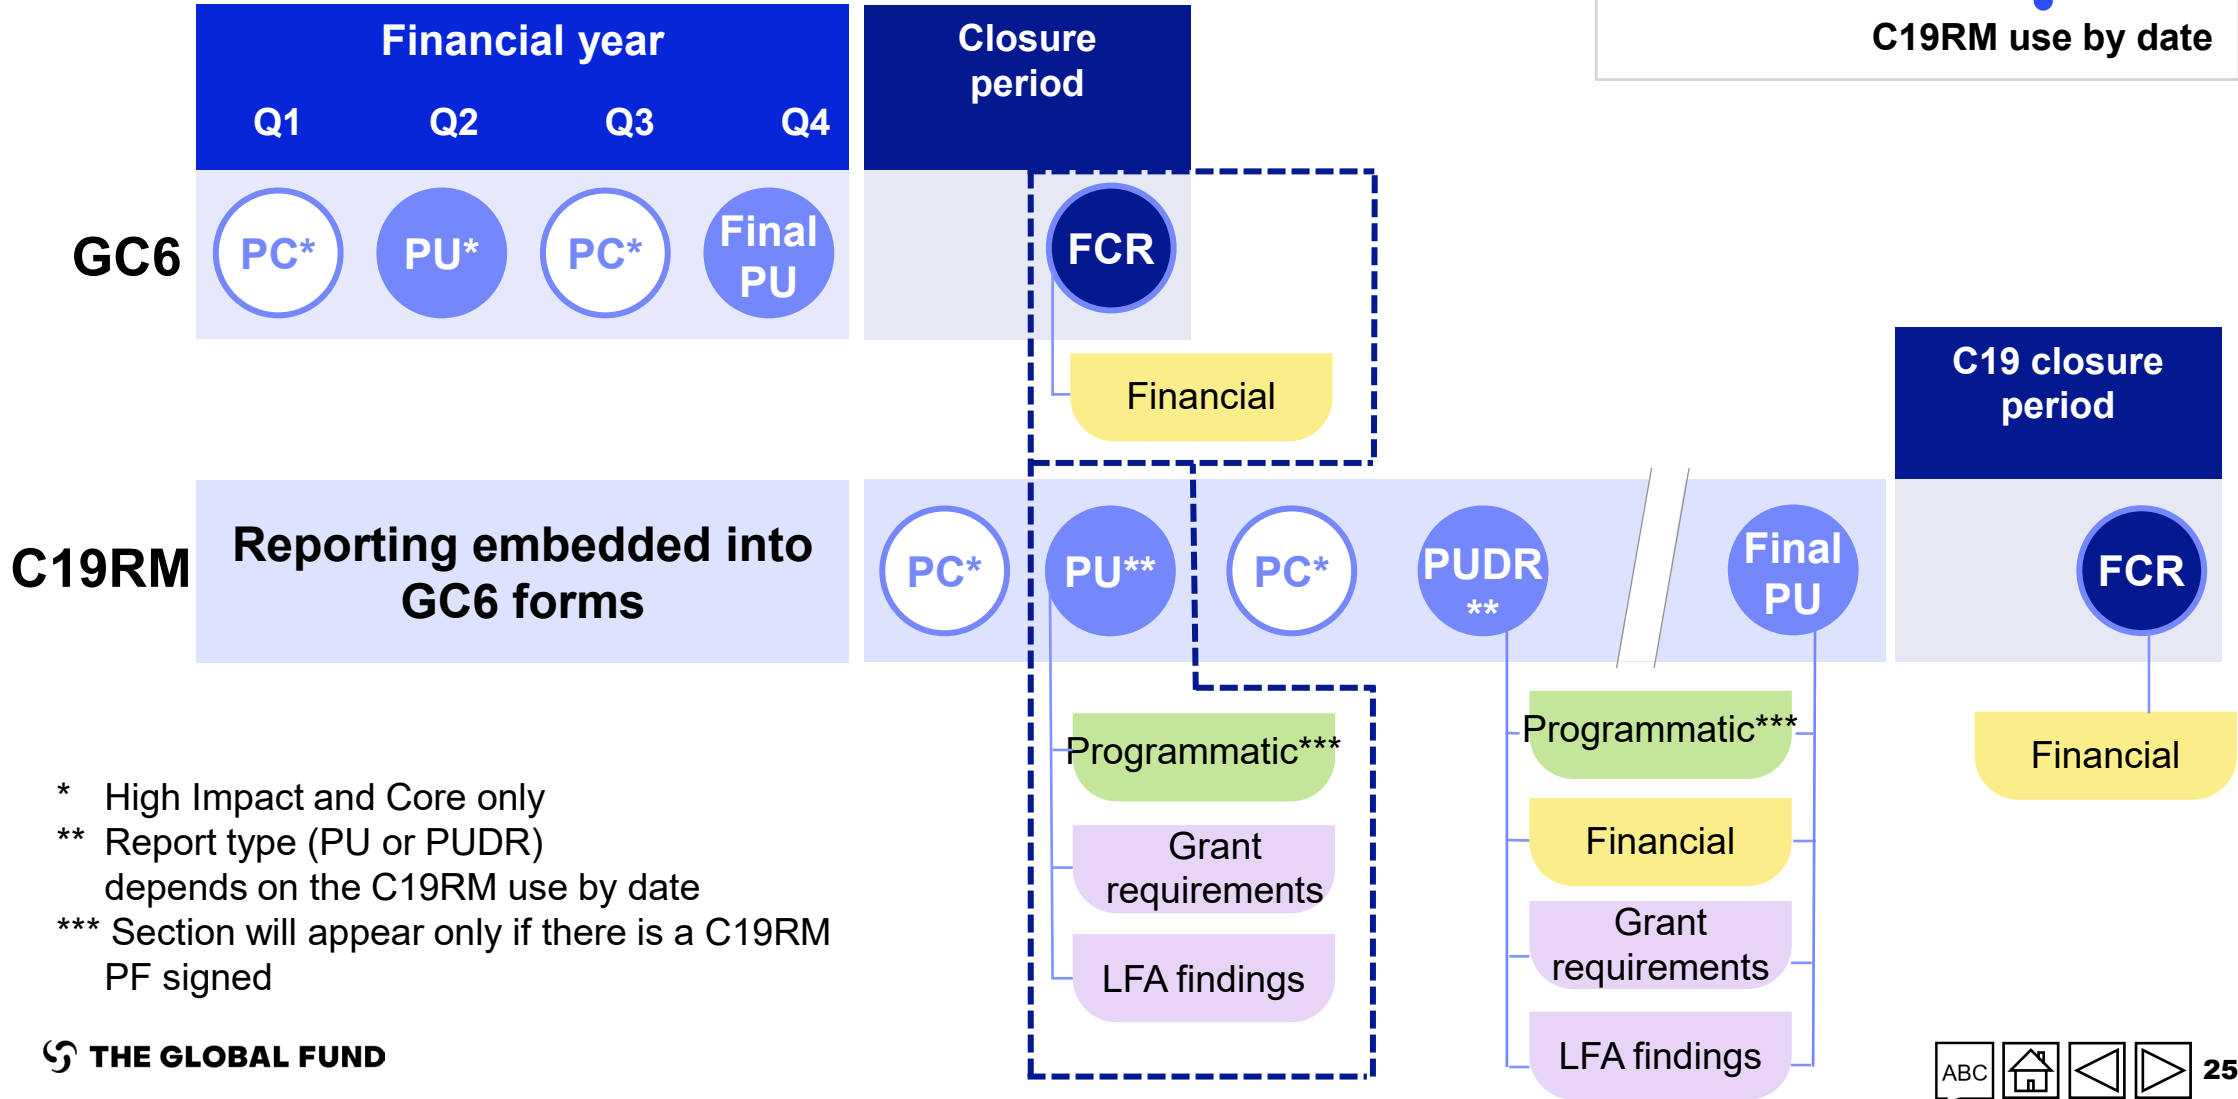 C19RM use by date
Financial year
Q1 Q2 Q3 Q4
Closure
period
GC6
PC*
PU*
PC*
Final
PU
FCR
Financial
C19 closure
period
C19RM
Reporting embedded into
GC6 forms
PC*
PU**
PC*
PUDR
**
Final
PU
FCR
Programmatic***
Grant
requirements
LFA findings
Programmatic***
Financial
Grant
requirements
LFA findings
Financial
* High Impact and Core only
** Report type (PU or PUDR)
depends on the C19RM use by date
*** Section will appear only if there is a C19RM
PF signed
THE GLOBAL FUND
ABC
25